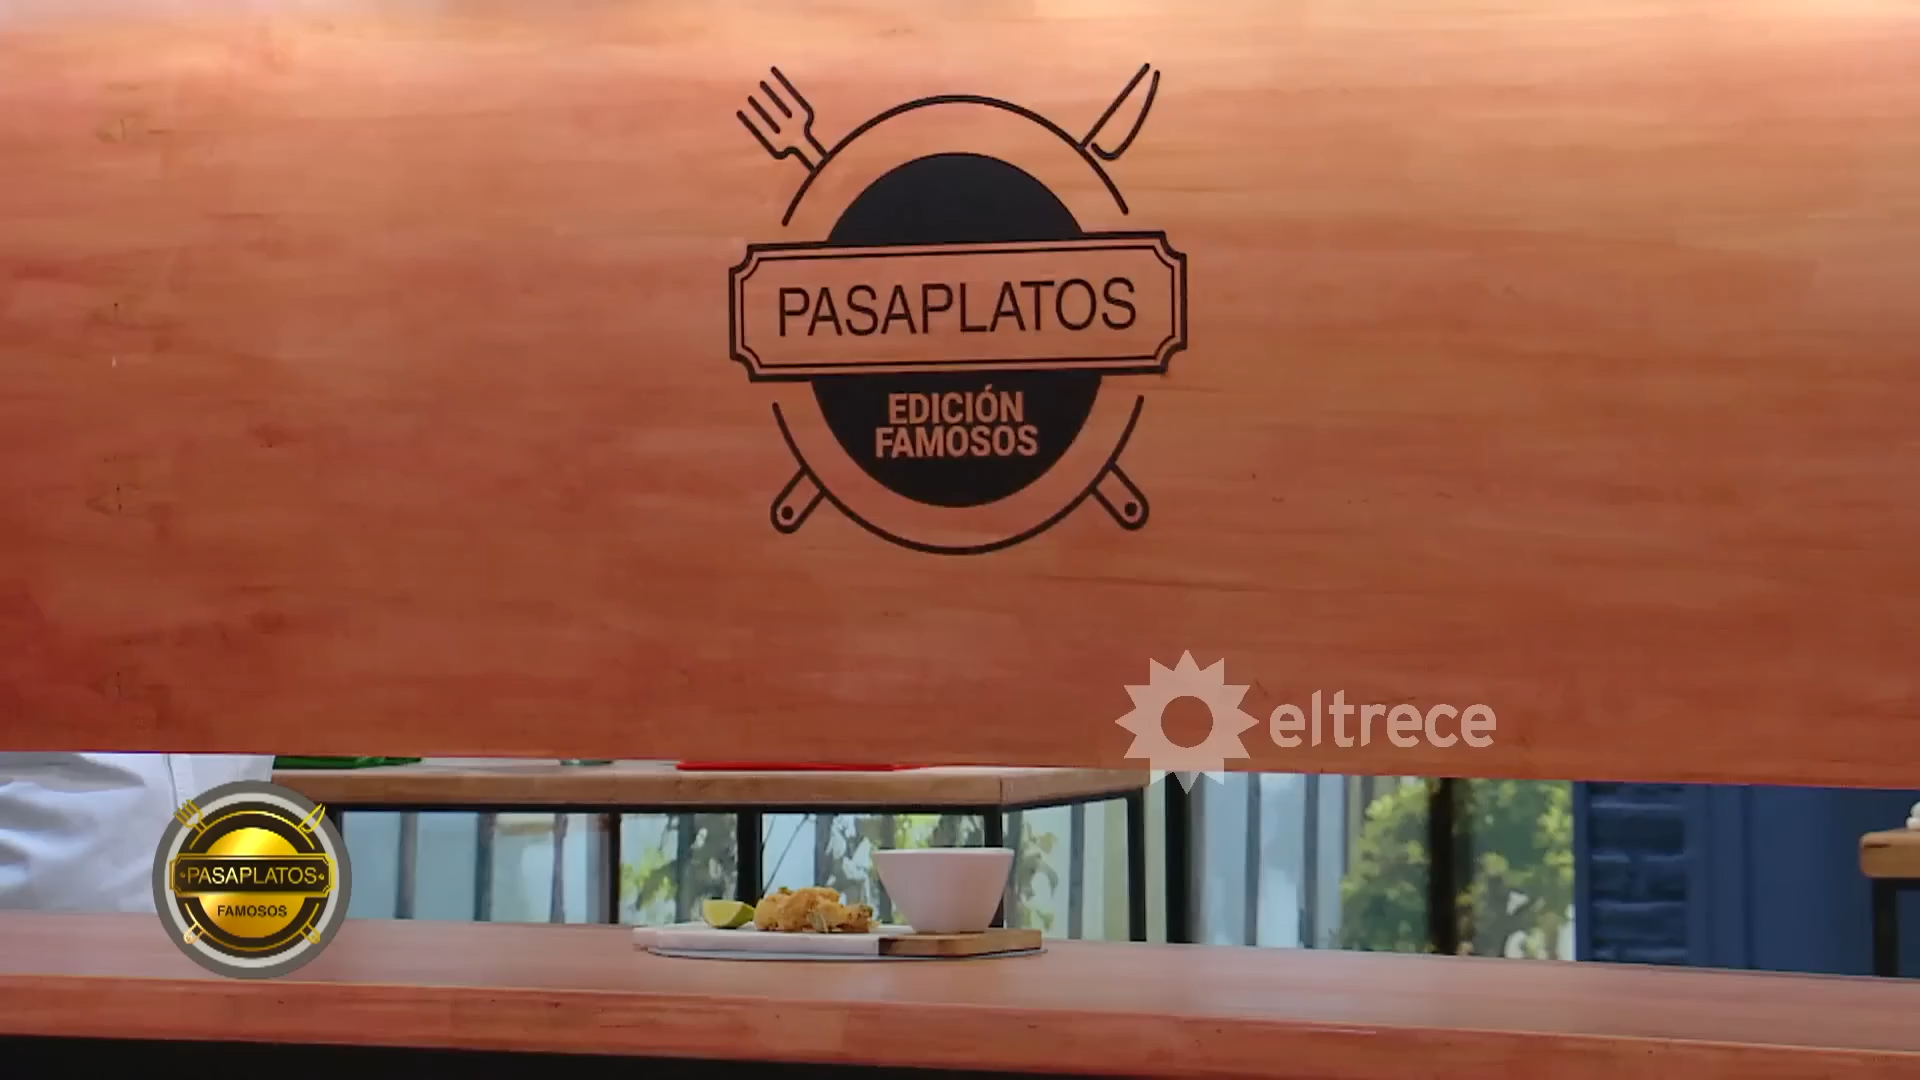 PASAPLATOS
EDICIÓN
FAMOSOS
eltrece
·PASAPLATOS·
FAMOSOS